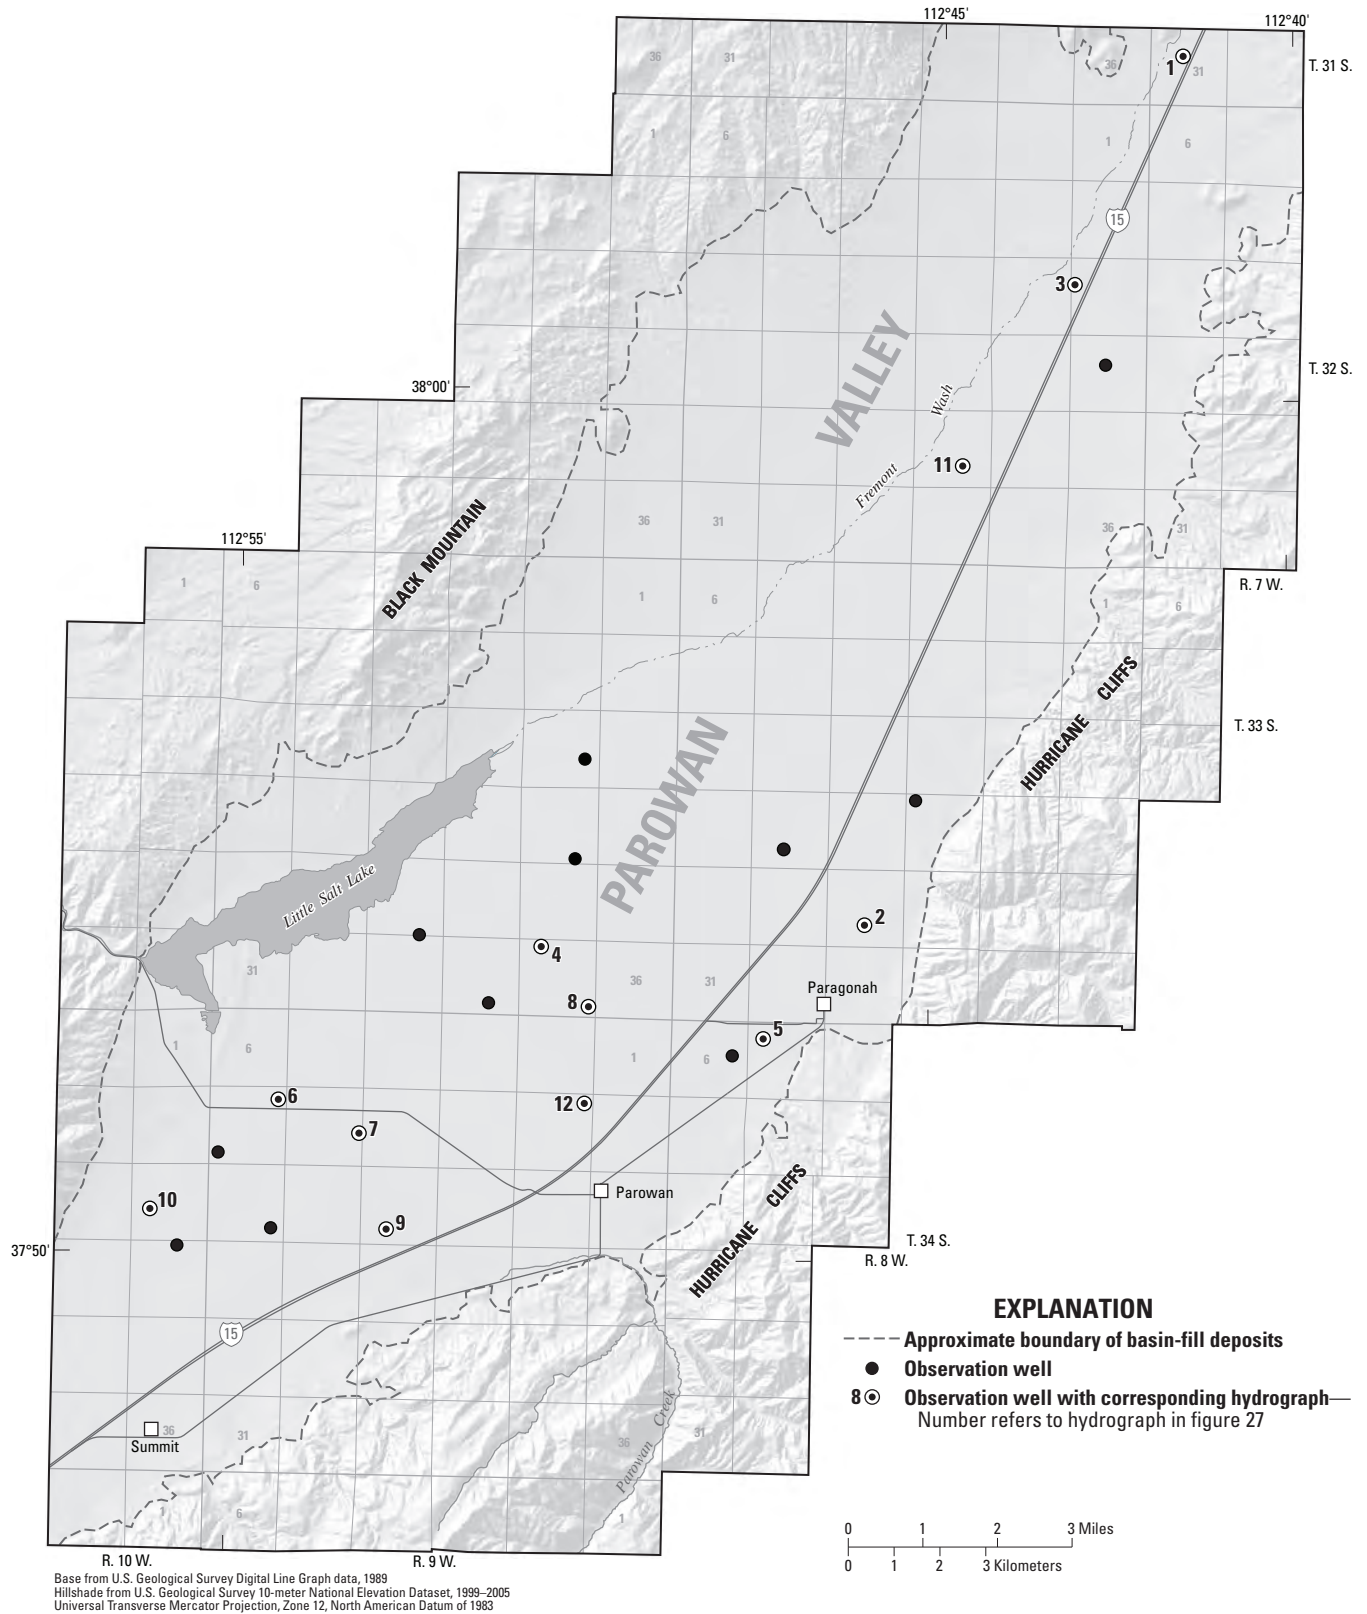 112°45'
112°40'
36
31
36
1
31
T. 31 S.
1
6
1
6
15
3
VALLEY
38°00'
T. 32 S.
Wash
11
Fremont
BLACK MOUNTAIN
36
31
36
31
112°55'
1
6
1
6
R. 7 W.
1
6
HURRICANE CLIFFS
T. 33 S.
PAROWAN
Little Salt Lake
2
4
31
36
31
Paragonah
8
5
1
6
1
6
6
12
7
10
Parowan
9
HURRICANE CLIFFS
37°50'
T. 34 S.
R. 8 W.
15
Summit
36
31
36
31
Parowan Creek
1
6
1
R. 10 W.
R. 9 W.
EXPLANATION
Approximate boundary of basin-fill deposits
Observation well
8 Observation well with corresponding hydrograph—
Number refers to hydrograph in figure 27
0 1 2 3 Miles
0 1 2 3 Kilometers
Base from U.S. Geological Survey Digital Line Graph data, 1989
Hillshade from U.S. Geological Survey 10-meter National Elevation Dataset, 1999–2005
Universal Transverse Mercator Projection, Zone 12, North American Datum of 1983